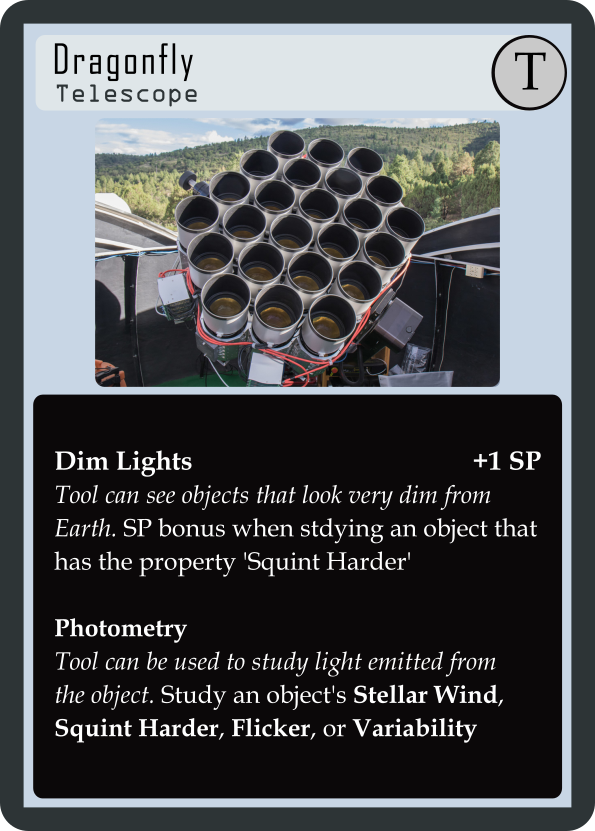 Dragonfly
Telescope
T
Dim Lights +1 SP
Tool can see objects that look very dim from
Earth. SP bonus when stdying an object that
has the property 'Squint Harder'
Photometry
Tool can be used to study light emitted from
the object. Study an object's Stellar Wind,
Squint Harder, Flicker, or Variability